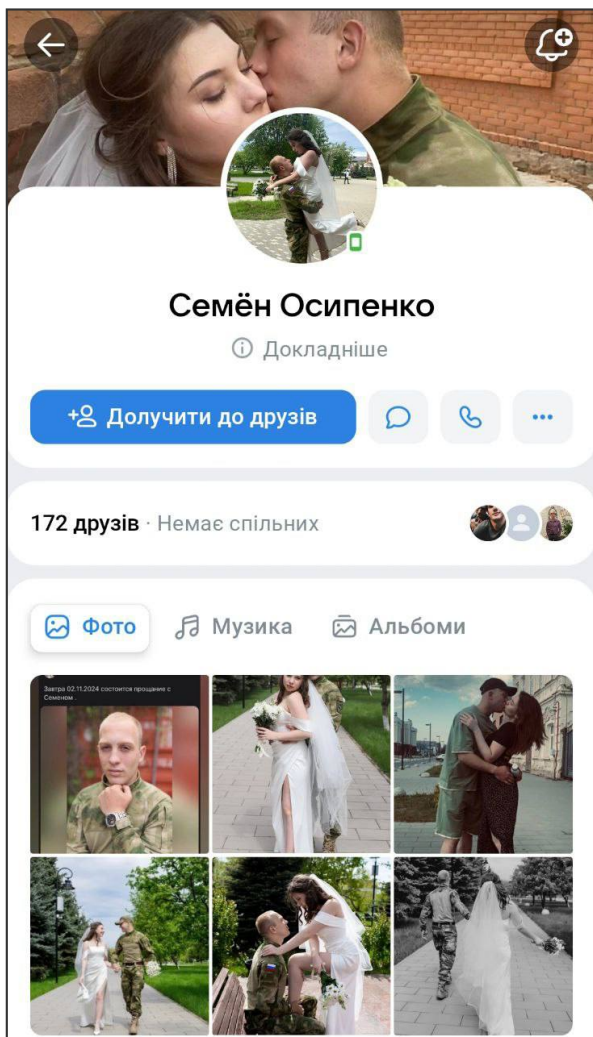 Семён Осипенко
Докладніше
Долучити до друзів
172 друзів · Немає спільних
Фото
Музика
Альбоми
Завтра 02.11.2024 состоится прощание с
Семеном .